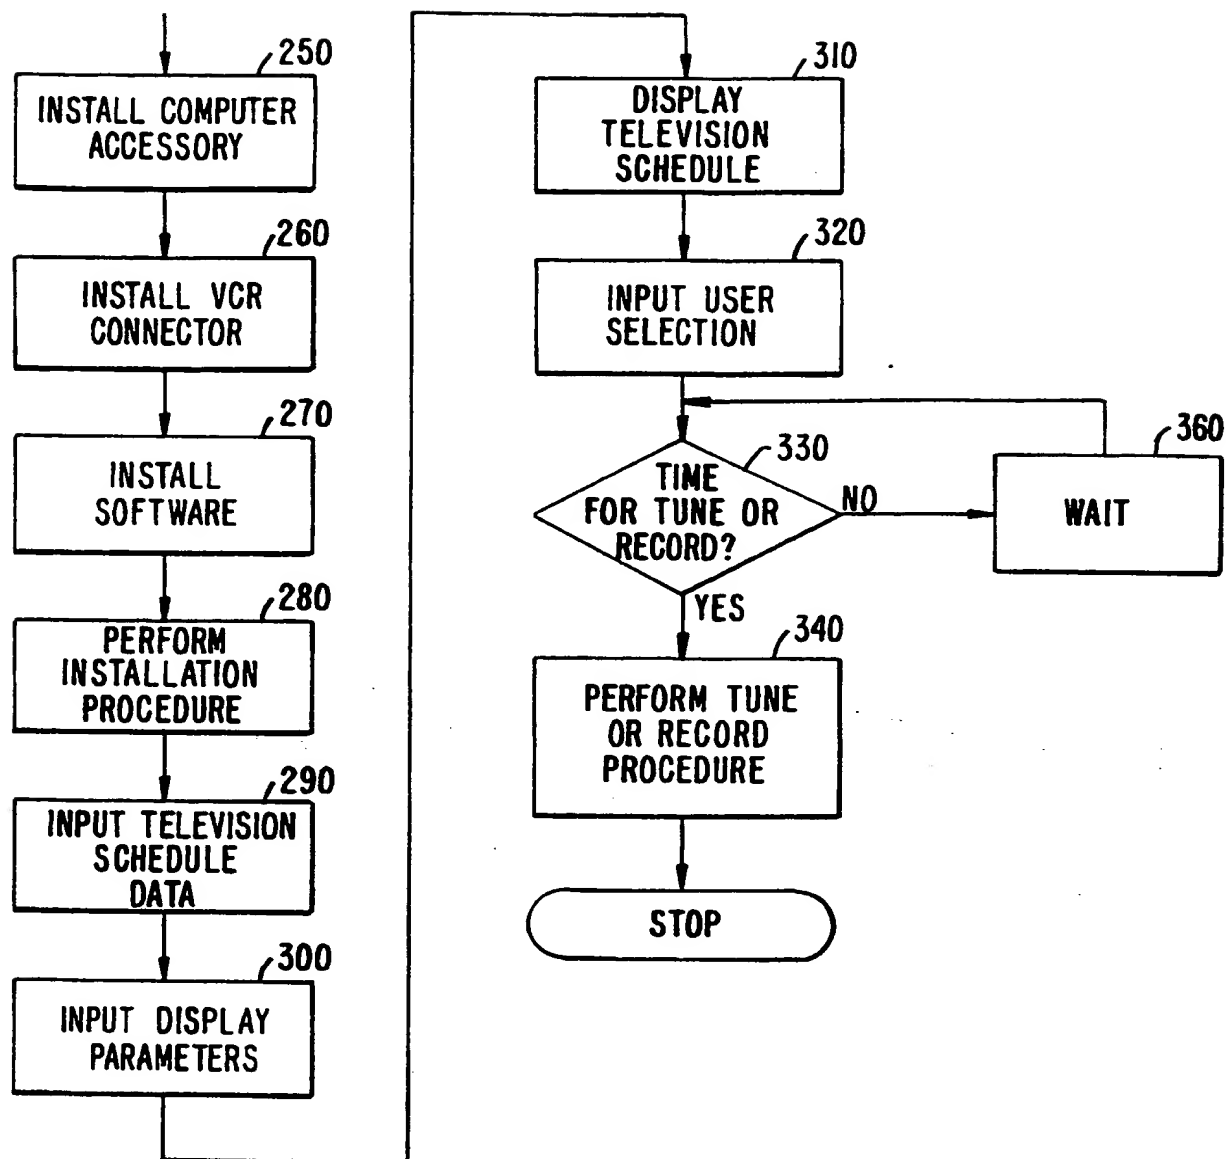 250
INSTALL COMPUTER
ACCESSORY
260
INSTALL VCR
CONNECTOR
270
INSTALL
SOFTWARE
280
PERFORM
INSTALLATION
PROCEDURE
290
INPUT TELEVISION
SCHEDULE
DATA
300
INPUT DISPLAY
PARAMETERS
310
DISPLAY
TELEVISION
SCHEDULE
320
INPUT USER
SELECTION
330
TIME
FOR TUNE OR
RECORD?
NO
360
WAIT
YES
340
PERFORM TUNE
OR RECORD
PROCEDURE
STOP